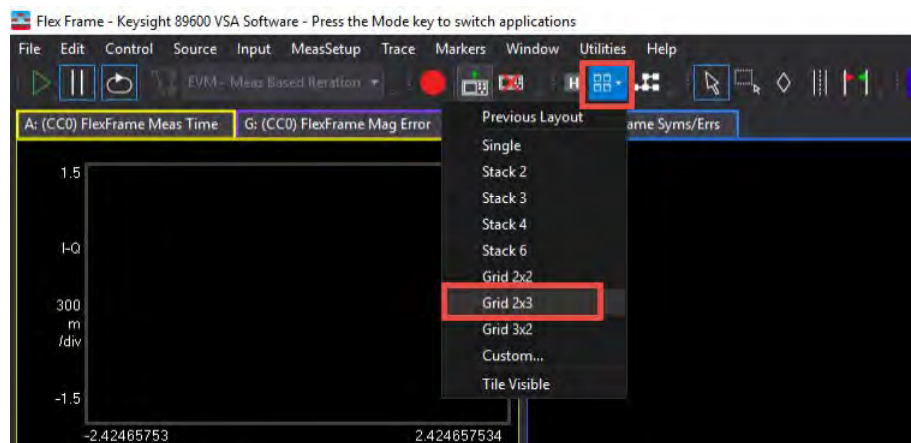 Flex Frame - Keysight 89600 VSA Software - Press the Mode key to switch applications
File Edit Control Source Input MeasSetup Trace Markers Window Utilities Help
EVM - Meas Based Iteration
A: (CC0) FlexFrame Meas Time G: (CC0) FlexFrame Mag Error ame Syms/Errs
Previous Layout
Single
Stack 2
Stack 3
Stack 4
Stack 6
Grid 2x2
Grid 2x3
Grid 3x2
Custom...
Tile Visible
1.5
I-Q
300
m
/div
-1.5
-2.42465753 2.424657534